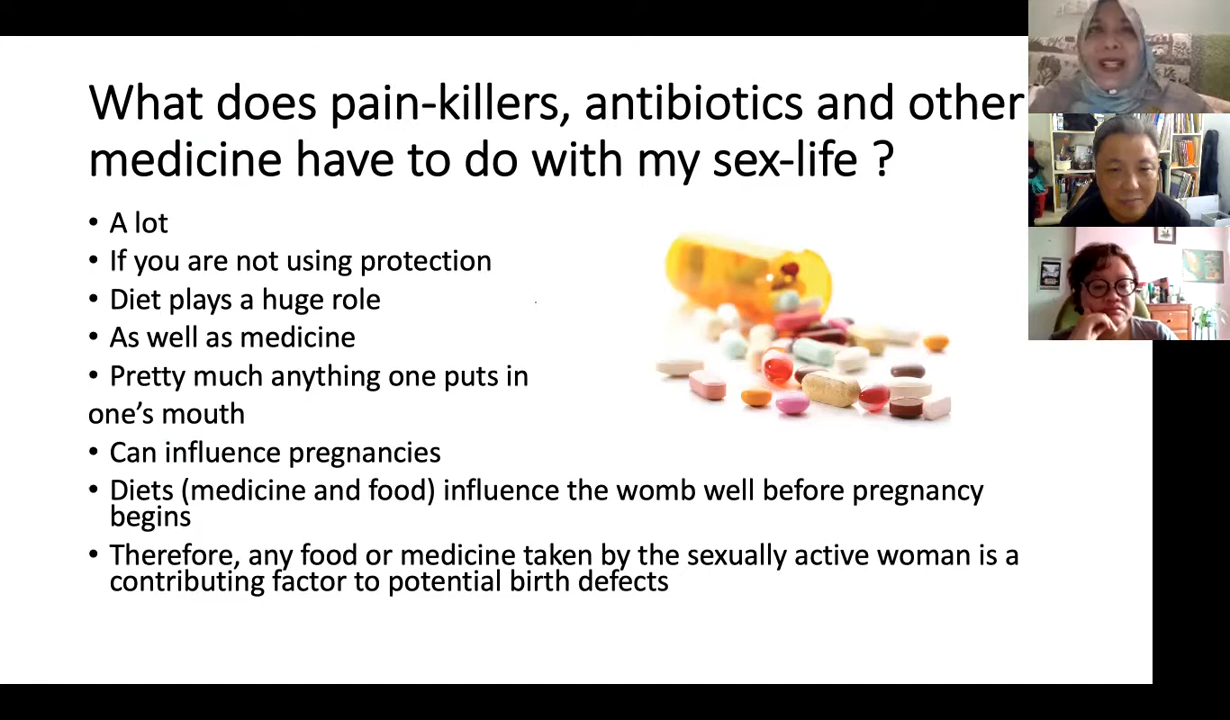 What does pain-killers, antibiotics and other
medicine have to do with my sex-life ?
• A lot
• If you are not using protection
• Diet plays a huge role
• As well as medicine
• Pretty much anything one puts in
one's mouth
• Can influence pregnancies
• Diets (medicine and food) influence the womb well before pregnancy
begins
• Therefore, any food or medicine taken by the sexually active woman is a
contributing factor to potential birth defects